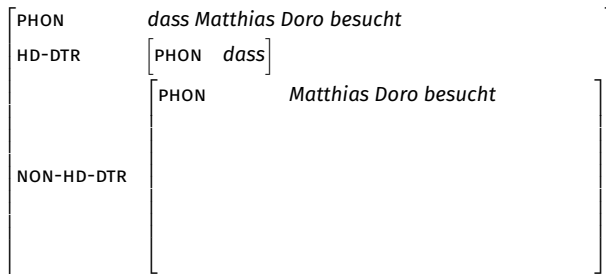 PHON dass Matthias Doro besucht
HD-DTR [PHON dass]
PHON Matthias Doro besucht
NON-HD-DTR